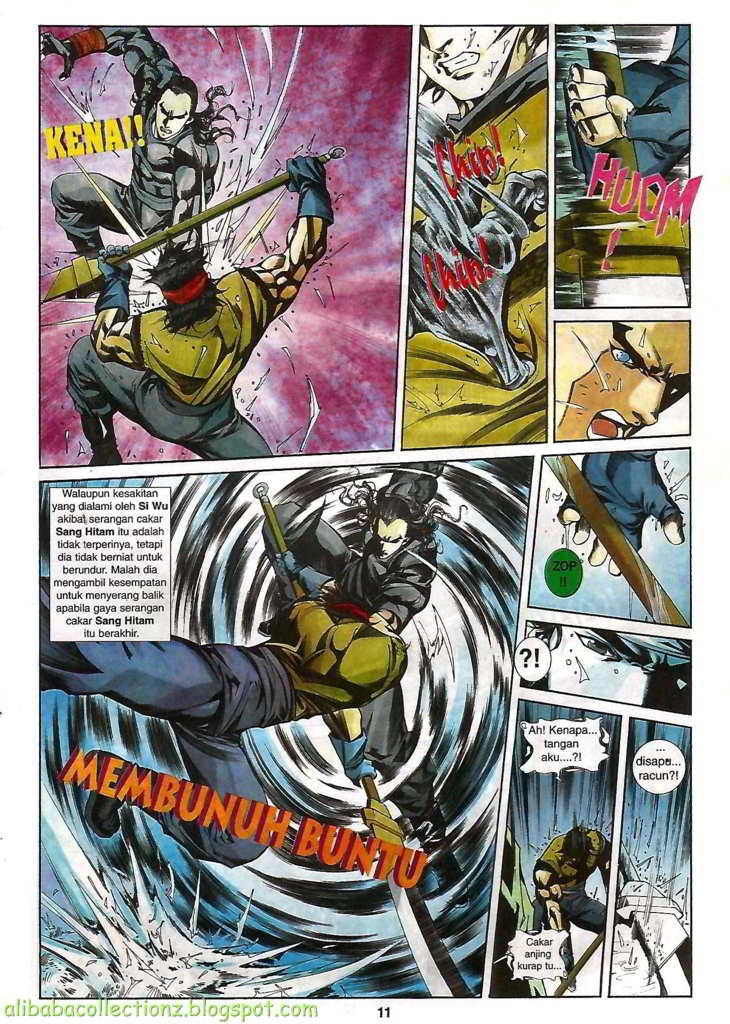 KENA!!
Chin!
Chin!
HUOM
!
Walaupun kesakitan
yang dialami oleh Si Wu
akibat serangan cakar
Sang Hitam itu adalah
tidak terperinya, tetapi
dia tidak berniat untuk
berundur. Malah dia
mengambil kesempatan
untuk menyerang balik
apabila gaya serangan
cakar Sang Hitam
itu berakhir.
ZOP
!!
?!
MEMBUNUH BUNTU
Ah! Kenapa...
tangan
aku....?!
Cakar
anjing
kurap tu...
...
disapu...
racun?!
alibabacollectionz.blogspot.com
11